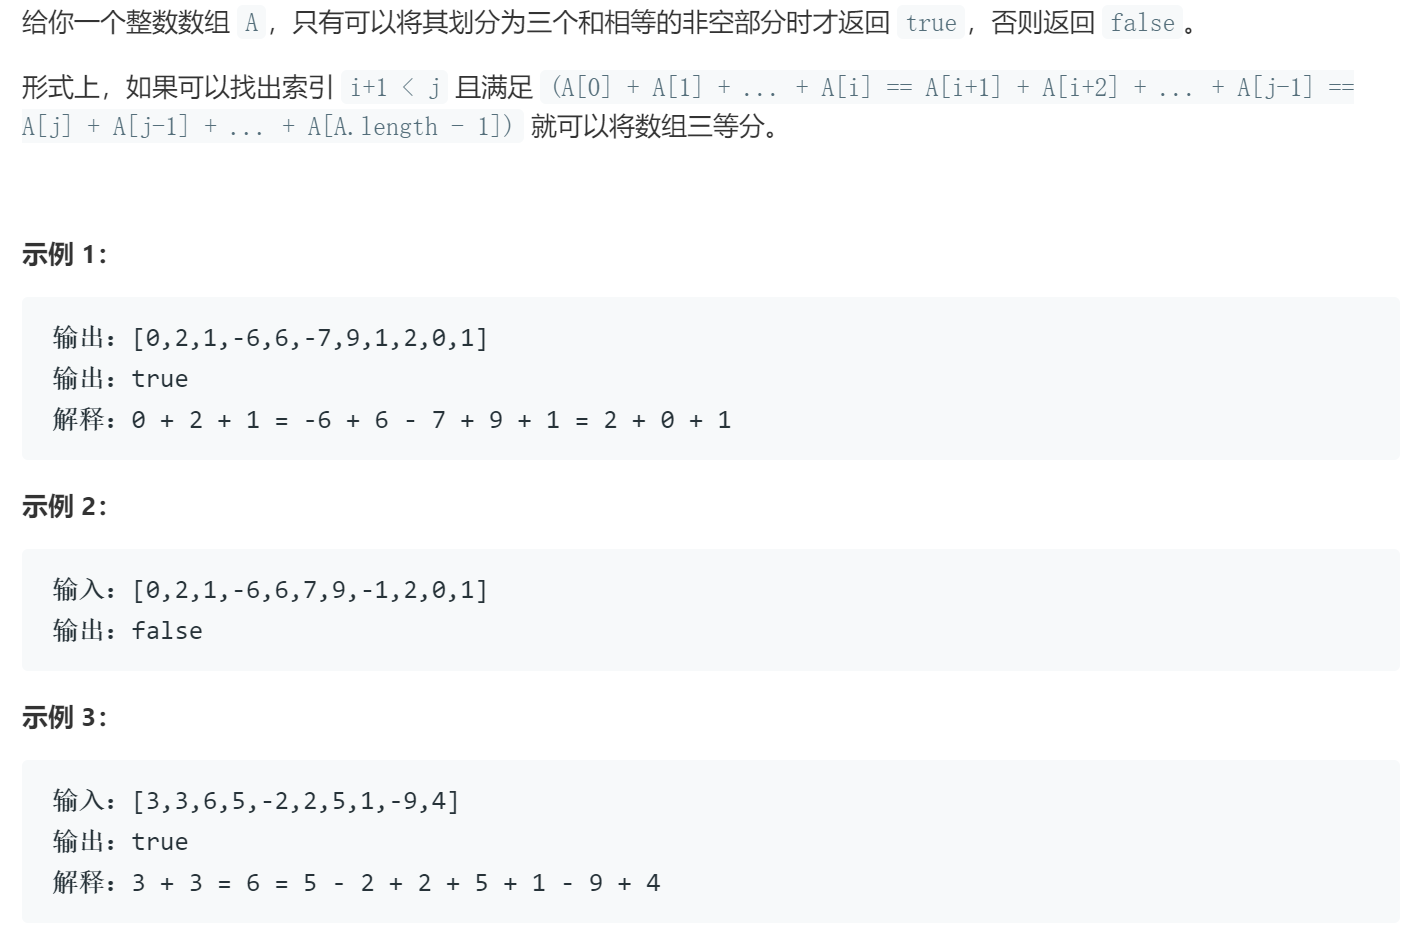 给你一个整数数组 A，只有可以将其划分为三个和相等的非空部分时才返回 true，否则返回 false。
形式上，如果可以找出索引 i+1 < j 且满足 (A[0] + A[1] + ... + A[i] == A[i+1] + A[i+2] + ... + A[j-1] ==
A[j] + A[j-1] + ... + A[A.length - 1]) 就可以将数组三等分。
示例 1：
输出：[0,2,1,-6,6,-7,9,1,2,0,1]
输出：true
解释：0 + 2 + 1 = -6 + 6 - 7 + 9 + 1 = 2 + 0 + 1
示例 2：
输入：[0,2,1,-6,6,7,9,-1,2,0,1]
输出：false
示例 3：
输入：[3,3,6,5,-2,2,5,1,-9,4]
输出：true
解释：3 + 3 = 6 = 5 - 2 + 2 + 5 + 1 - 9 + 4